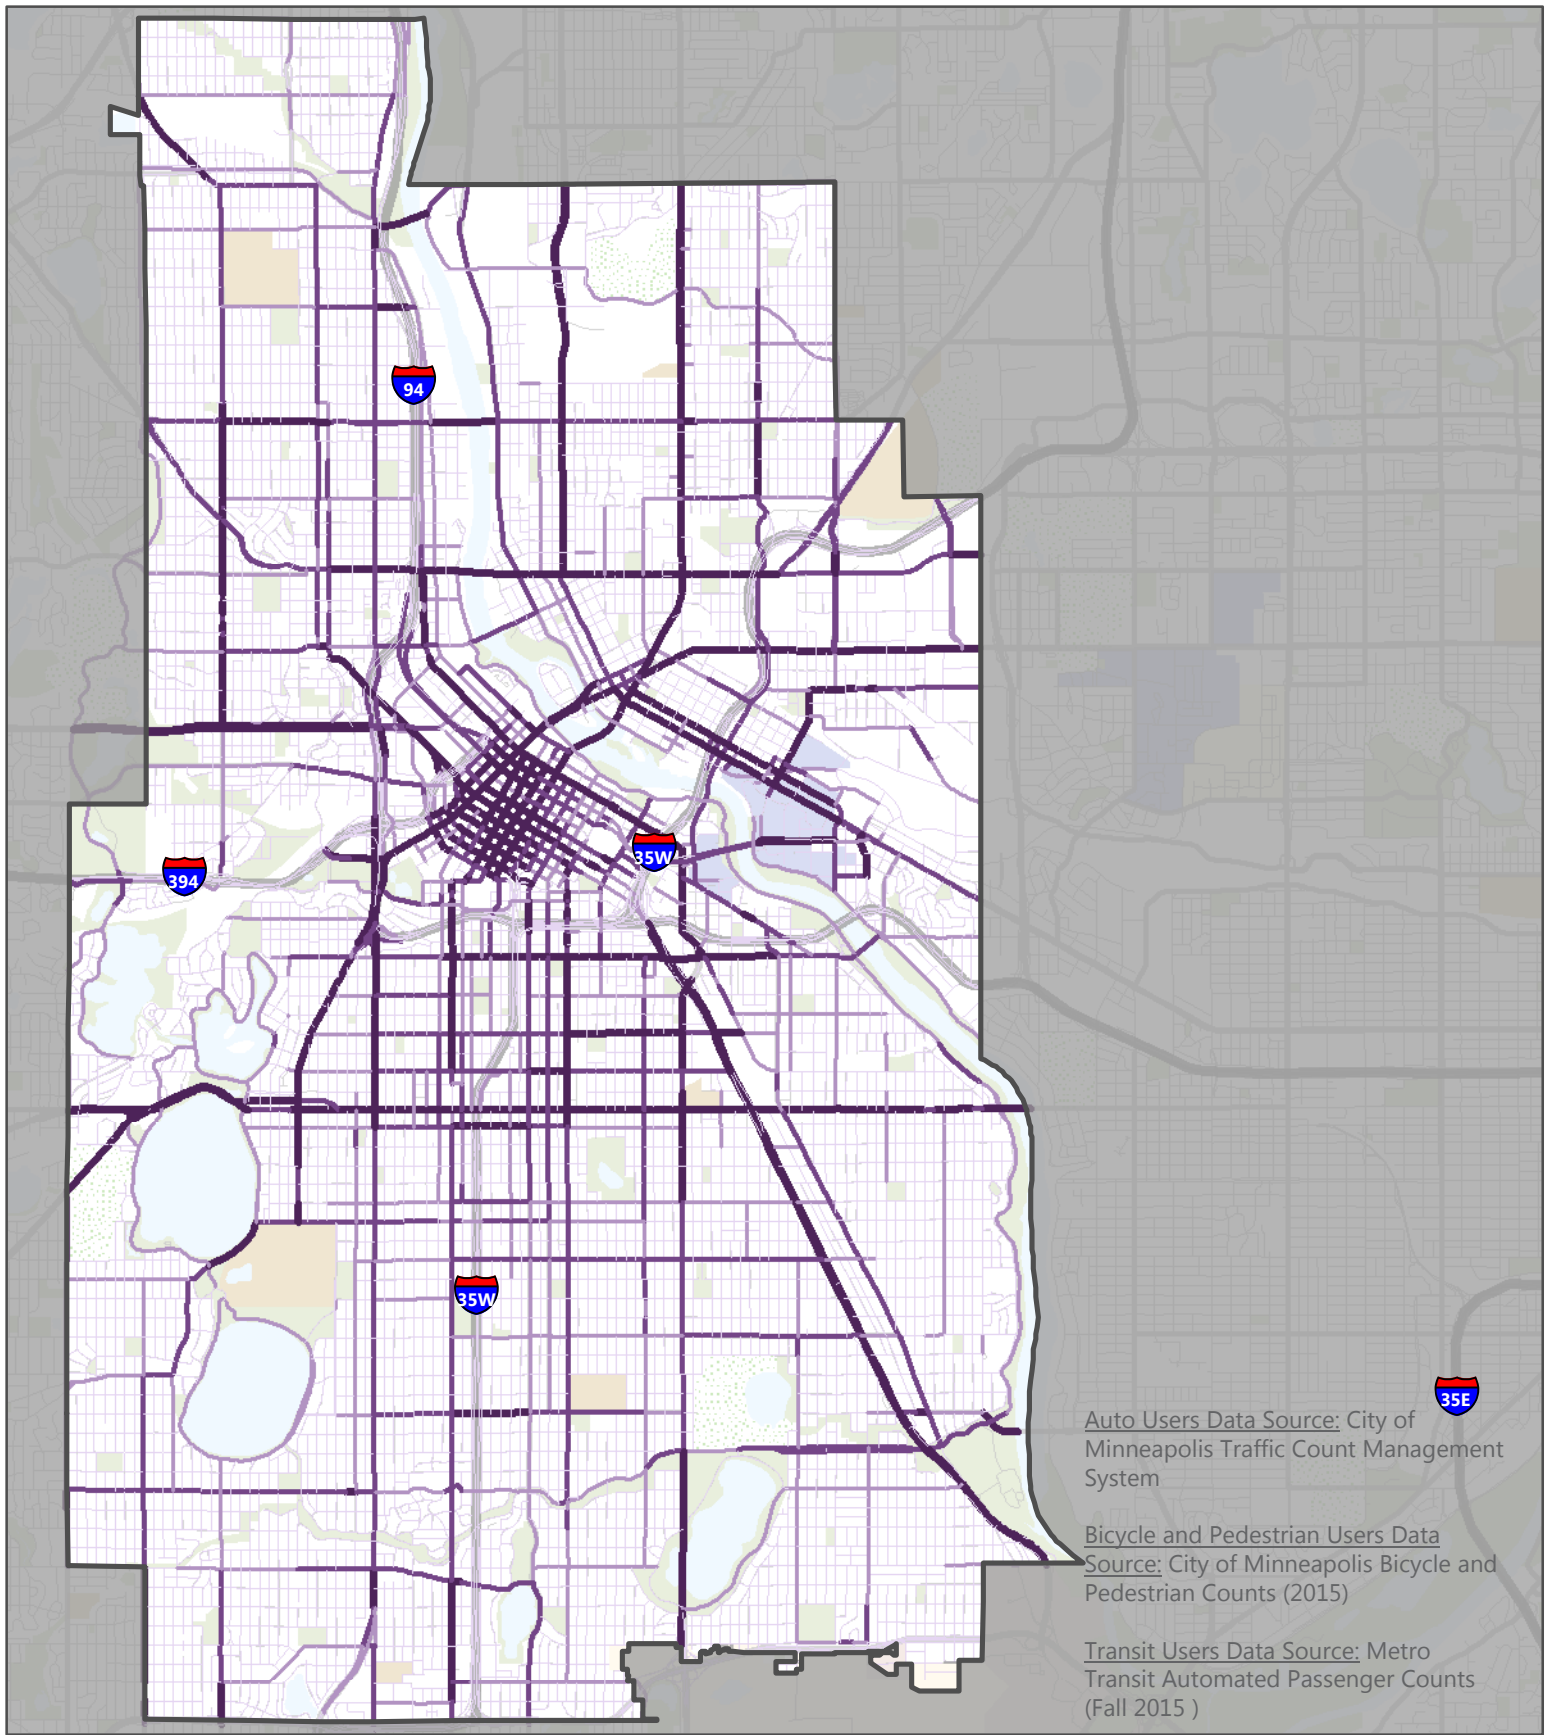 94
394
35W
35W
35E
Auto Users Data Source: City of
Minneapolis Traffic Count Management
System
Bicycle and Pedestrian Users Data
Source: City of Minneapolis Bicycle and
Pedestrian Counts (2015)
Transit Users Data Source: Metro
Transit Automated Passenger Counts
(Fall 2015 )